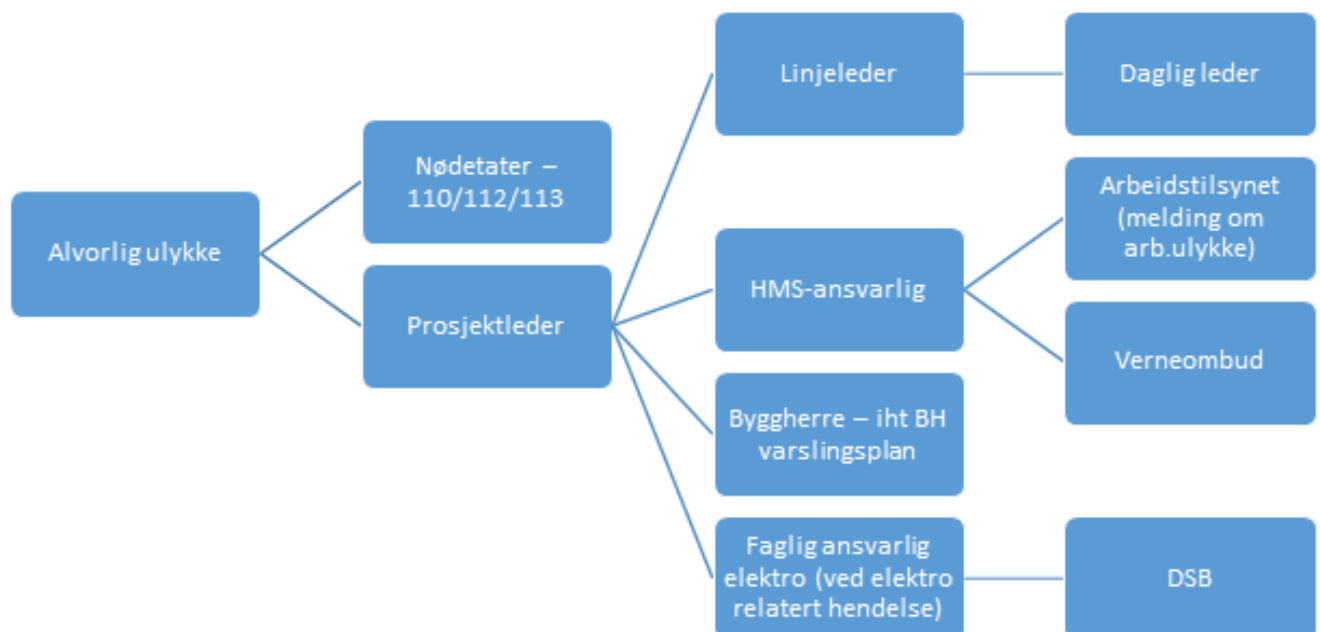 Alvorlig ulykke
Nødetater –
110/112/113
Prosjektleder
Linjeleder
Daglig leder
HMS-ansvarlig
Arbeidstilsynet
(melding om
arb.ulykke)
Verneombud
Byggherre – iht BH
varslingsplan
Faglig ansvarlig
elektro (ved elektro
relatert hendelse)
DSB